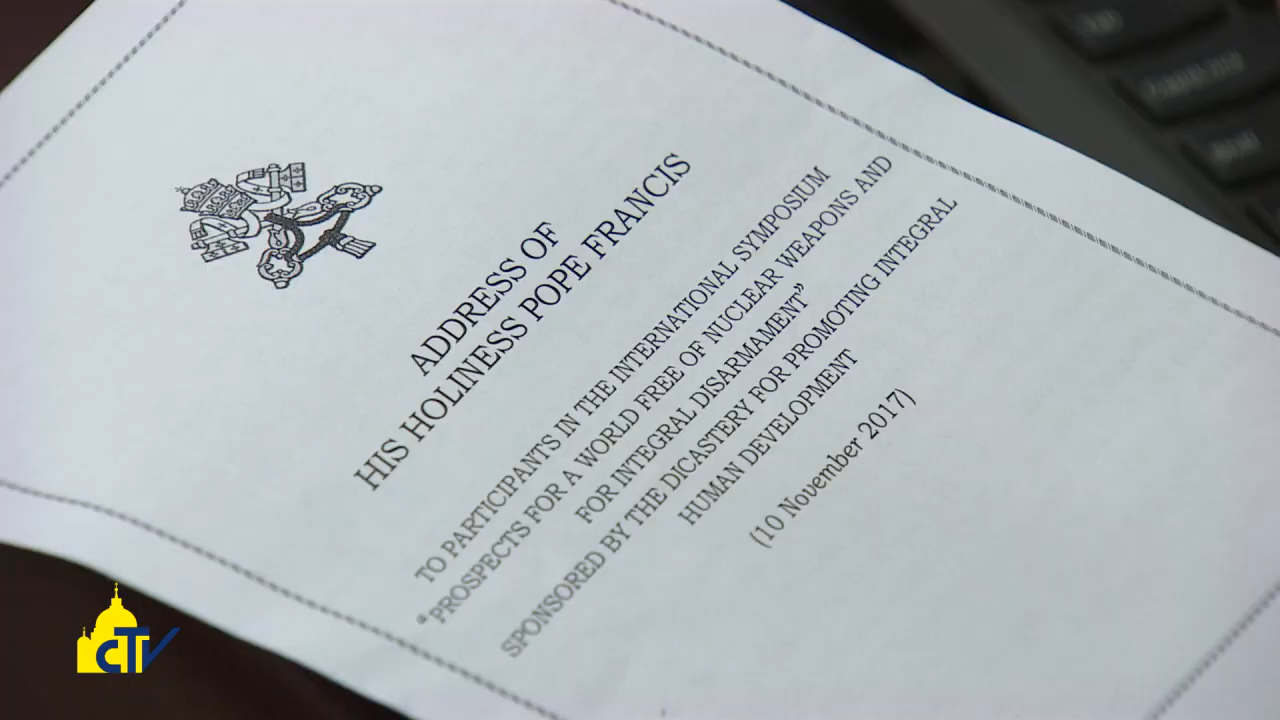 ADDRESS OF
HIS HOLINESS POPE FRANCIS
TO PARTICIPANTS IN THE INTERNATIONAL SYMPOSIUM
“PROSPECTS FOR A WORLD FREE OF NUCLEAR WEAPONS AND
FOR INTEGRAL DISARMAMENT”
SPONSORED BY THE DICASTERY FOR PROMOTING INTEGRAL
HUMAN DEVELOPMENT
(10 November 2017)
CTV